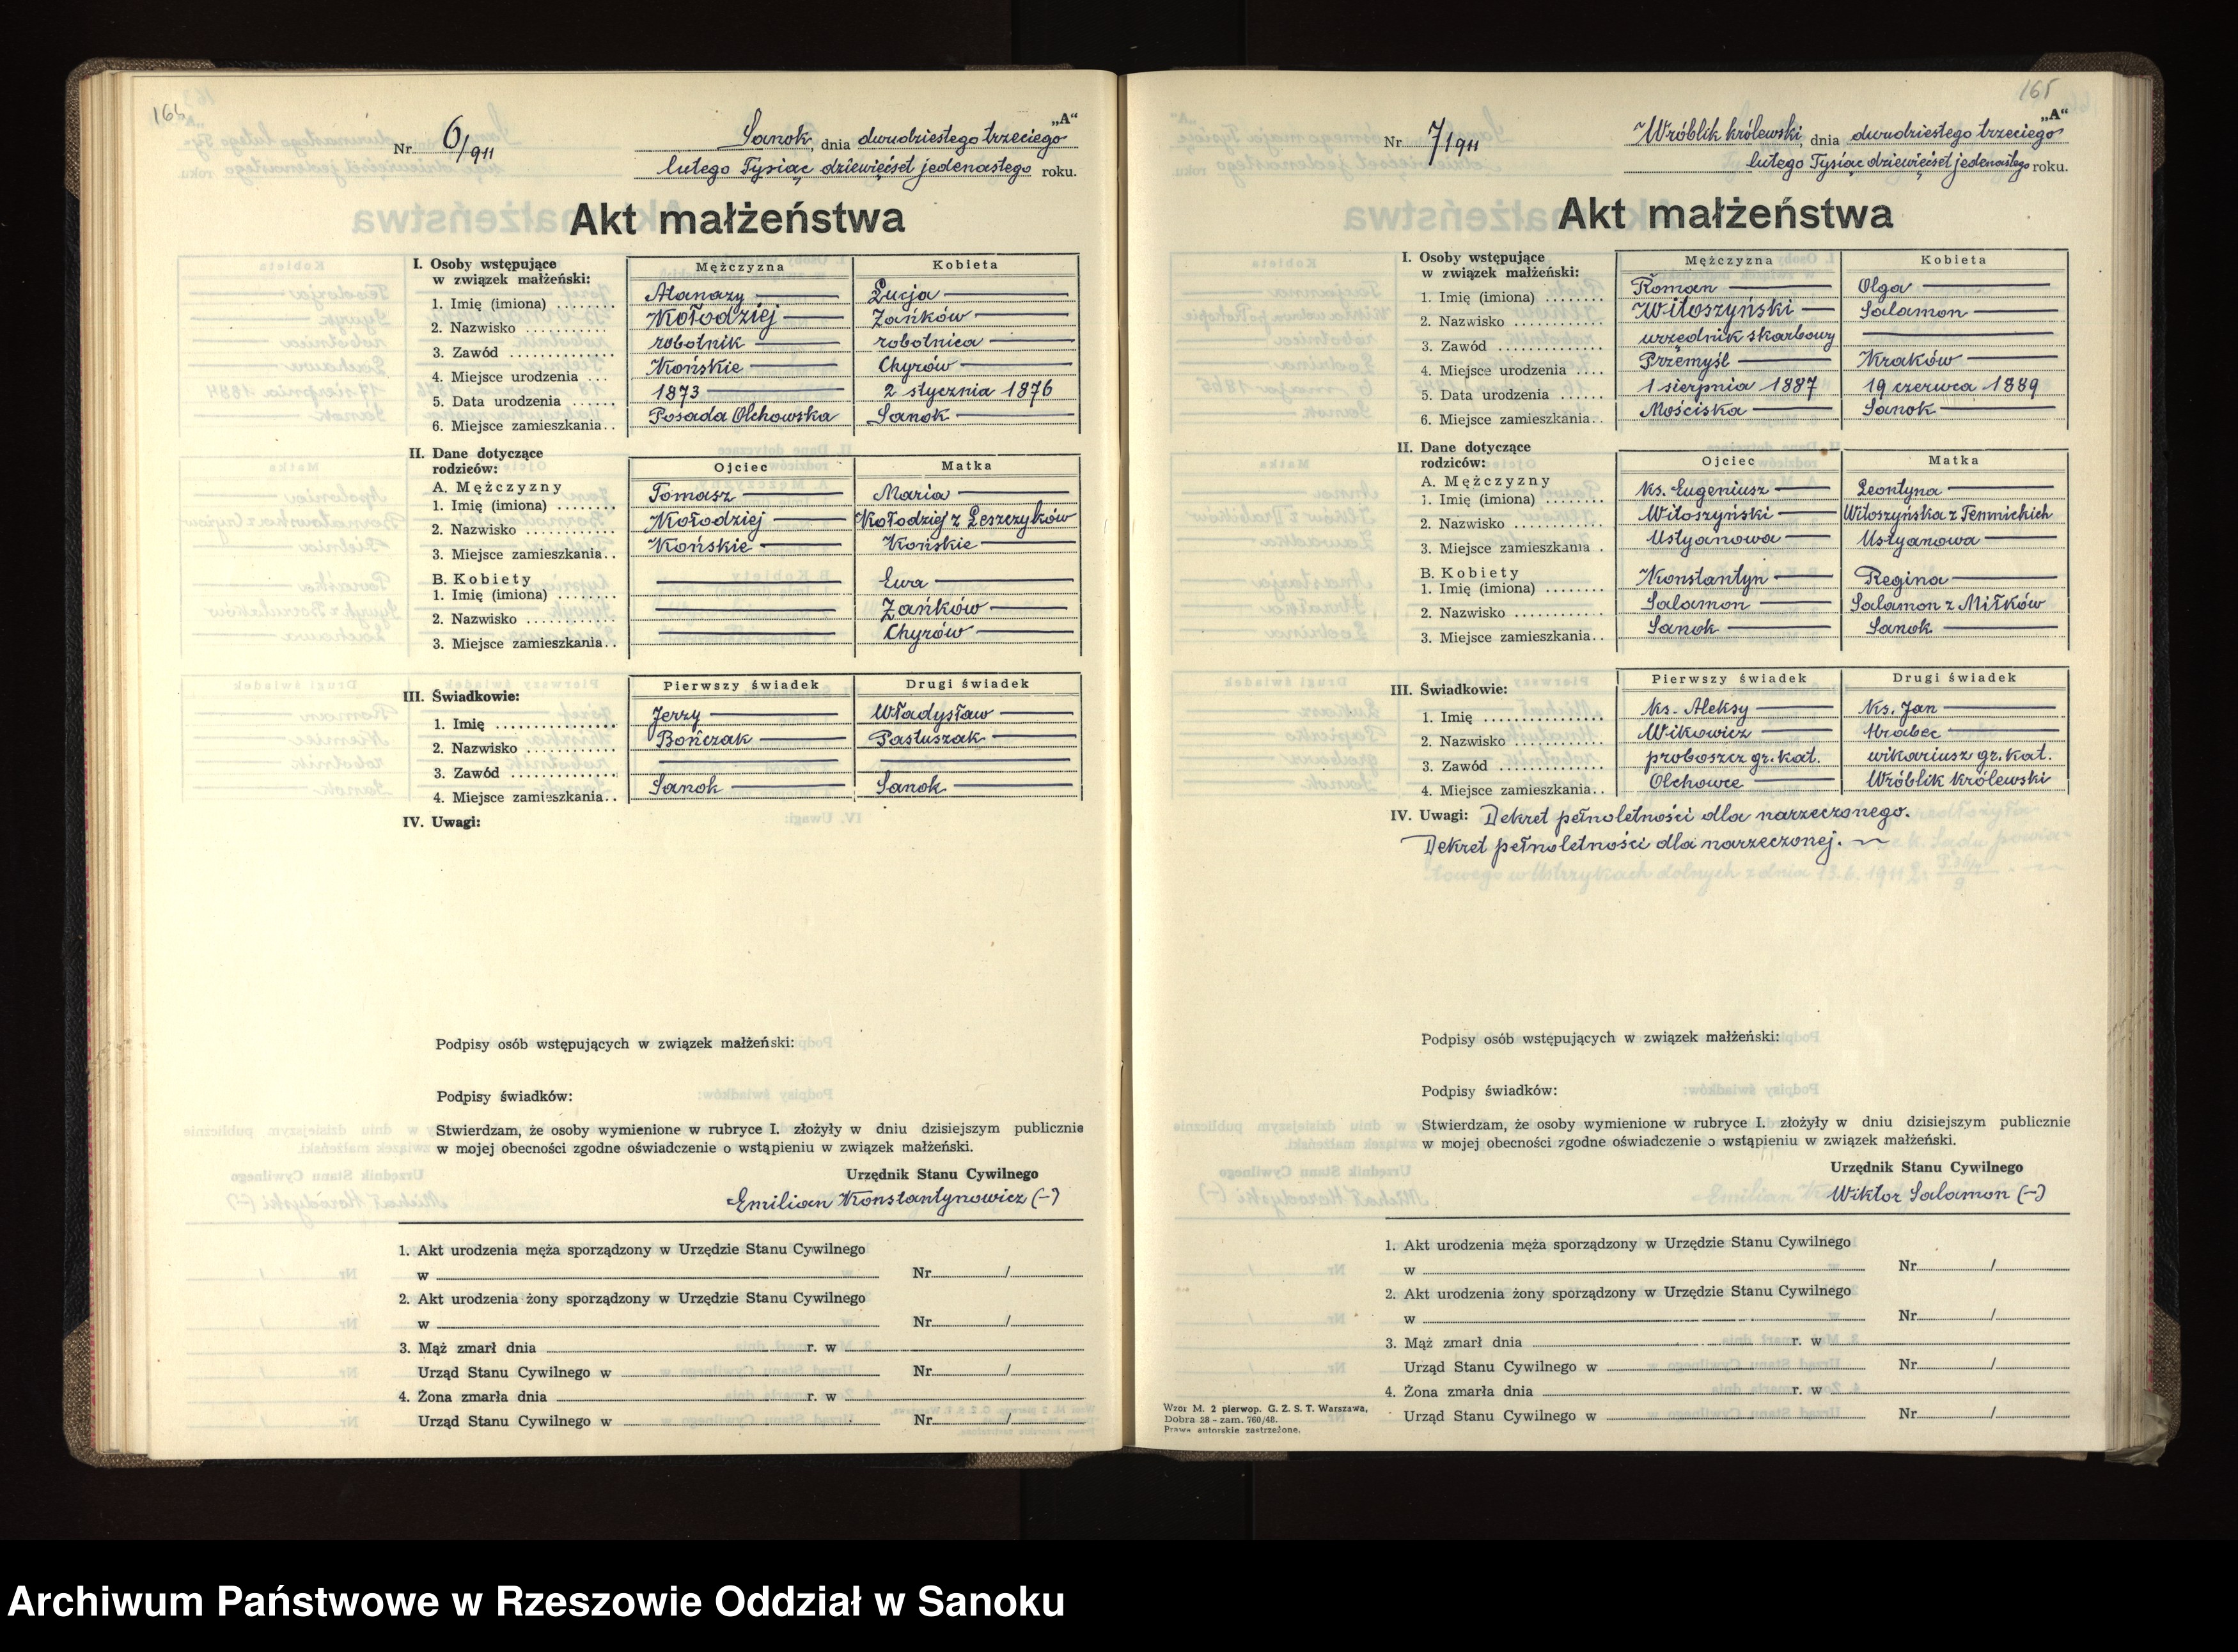 164
„A“
Nr 6/911
Sanok, dnia dwudziestego trzeciego
lutego Tysiąc dziewięćset jedenastego roku.
Akt małżeństwa
I. Osoby wstępujące w związek małżeński: Mężczyzna Kobieta
1. Imię (imiona) Atanazy Łucja
2. Nazwisko Kołodziej Zańków
3. Zawód robotnik robotnica
4. Miejsce urodzenia Końskie Chyrów
5. Data urodzenia 1873 2 stycznia 1876
6. Miejsce zamieszkania Posada Olchowska Sanok
II. Dane dotyczące rodziców: Ojciec Matka
A. Mężczyzny
1. Imię (imiona) Tomasz Maria
2. Nazwisko Kołodziej Kołodziej z Leszczyków
3. Miejsce zamieszkania Końskie Końskie
B. Kobiety
1. Imię (imiona) Ewa
2. Nazwisko Zańków
3. Miejsce zamieszkania Chyrów
III. Świadkowie: Pierwszy świadek Drugi świadek
1. Imię Jerzy Władysław
2. Nazwisko Bończak Pastuszak
3. Zawód
4. Miejsce zamieszkania Sanok Sanok
IV. Uwagi:
Podpisy osób wstępujących w związek małżeński:
Podpisy świadków:
Stwierdzam, że osoby wymienione w rubryce I. złożyły w dniu dzisiejszym publicznie
w mojej obecności zgodne oświadczenie o wstąpieniu w związek małżeński.
Urzędnik Stanu Cywilnego
Emilian Konstantynowicz (-)
1. Akt urodzenia męża sporządzony w Urzędzie Stanu Cywilnego
w Nr /
2. Akt urodzenia żony sporządzony w Urzędzie Stanu Cywilnego
w Nr /
3. Mąż zmarł dnia r. w
Urząd Stanu Cywilnego w Nr /
4. Żona zmarła dnia r. w
Urząd Stanu Cywilnego w Nr /
165
„A“
Nr 7/911
Wróblik królewski, dnia dwudziestego trzeciego
lutego Tysiąc dziewięćset jedenastego roku.
Akt małżeństwa
I. Osoby wstępujące w związek małżeński: Mężczyzna Kobieta
1. Imię (imiona) Roman Olga
2. Nazwisko Witoszyński Salamon
3. Zawód urzędnik skarbowy
4. Miejsce urodzenia Przemyśl Kraków
5. Data urodzenia 1 sierpnia 1887 19 czerwca 1889
6. Miejsce zamieszkania Mościska Sanok
II. Dane dotyczące rodziców: Ojciec Matka
A. Mężczyzny
1. Imię (imiona) ks. Eugeniusz Leontyna
2. Nazwisko Witoszyński Witoszyńska z Temnickich
3. Miejsce zamieszkania Ustyanowa Ustyanowa
B. Kobiety
1. Imię (imiona) Konstantyn Regina
2. Nazwisko Salamon Salamon z Miłków
3. Miejsce zamieszkania Sanok Sanok
III. Świadkowie: Pierwszy świadek Drugi świadek
1. Imię ks. Aleksy ks. Jan
2. Nazwisko Wikowicz Hrabec
3. Zawód proboszcz gr. kat. wikariusz gr. kat.
4. Miejsce zamieszkania Olchowce Wróblik Królewski
IV. Uwagi: Dekret pełnoletności dla narzeczonego.
Dekret pełnoletności dla narzeczonej.
Podpisy osób wstępujących w związek małżeński:
Podpisy świadków:
Stwierdzam, że osoby wymienione w rubryce I. złożyły w dniu dzisiejszym publicznie
w mojej obecności zgodne oświadczenie o wstąpieniu w związek małżeński.
Urzędnik Stanu Cywilnego
Wiktor Salamon (-)
1. Akt urodzenia męża sporządzony w Urzędzie Stanu Cywilnego
w Nr /
2. Akt urodzenia żony sporządzony w Urzędzie Stanu Cywilnego
w Nr /
3. Mąż zmarł dnia r. w
Urząd Stanu Cywilnego w Nr /
4. Żona zmarła dnia r. w
Urząd Stanu Cywilnego w Nr /
Wzór M. 2 pierwop. G. Z. S. T. Warszawa,
Dobra 28 - zam. 760/48.
Prawa autorskie zastrzeżone.
Archiwum Państwowe w Rzeszowie Oddział w Sanoku